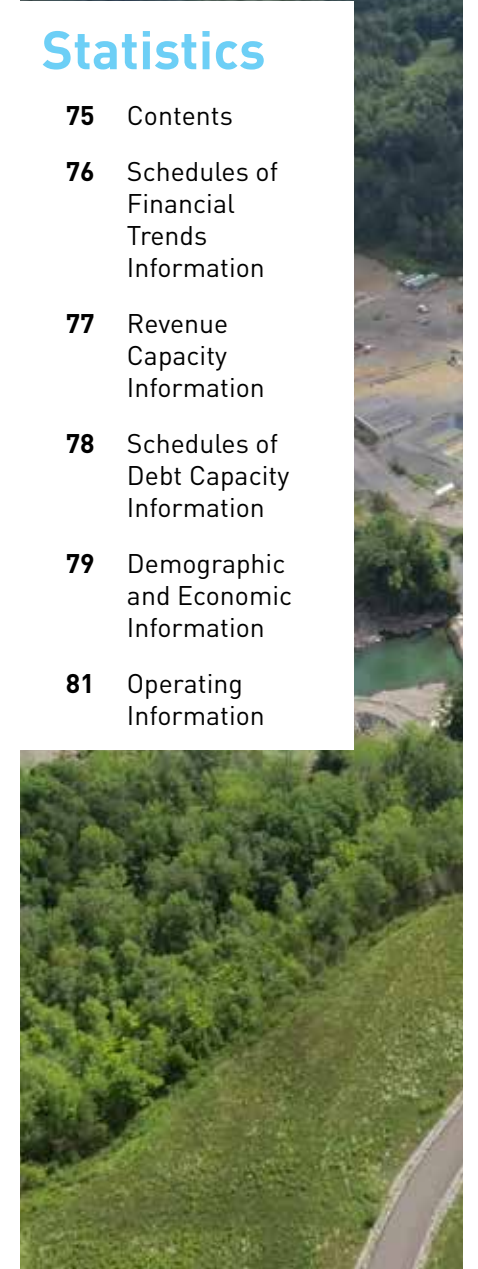 Statistics
75 Contents
76 Schedules of
Financial
Trends
Information
77 Revenue
Capacity
Information
78 Schedules of
Debt Capacity
Information
79 Demographic
and Economic
Information
81 Operating
Information